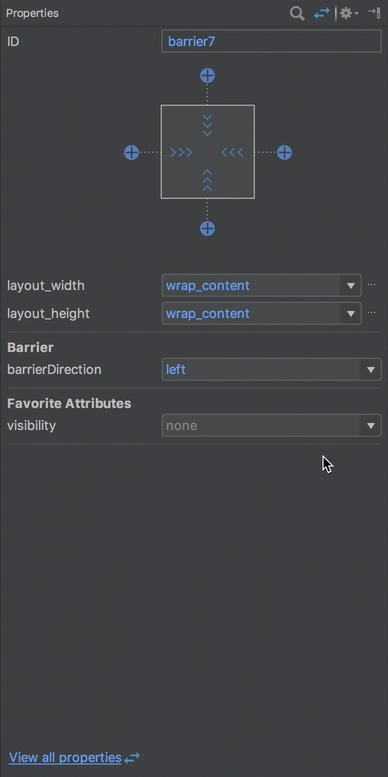 Properties
ID barrier7
layout_width wrap_content ...
layout_height wrap_content ...
Barrier
barrierDirection left
Favorite Attributes
visibility none
View all properties